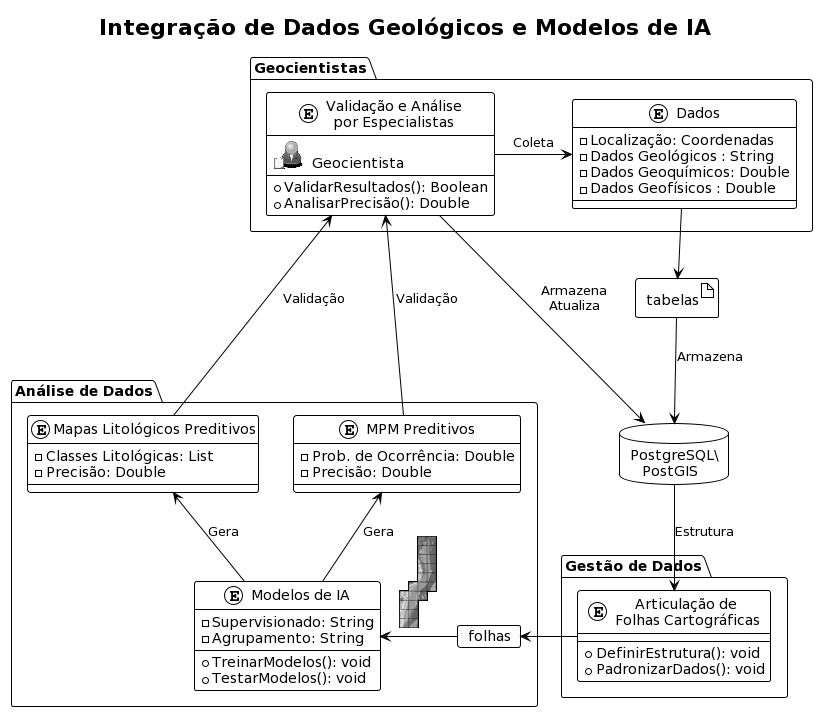 Integração de Dados Geológicos e Modelos de IA
Geocientistas
E
Validação e Análise
por Especialistas
Geocientista
ValidarResultados(): Boolean
AnalisarPrecisão(): Double
Coleta
E Dados
Localização: Coordenadas
Dados Geológicos : String
Dados Geoquímicos: Double
Dados Geofísicos : Double
Validação
Validação
Armazena
Atualiza
tabelas
Armazena
Análise de Dados
E Mapas Litológicos Preditivos
Classes Litológicas: List
Precisão: Double
E MPM Preditivos
Prob. de Ocorrência: Double
Precisão: Double
PostgreSQL\
PostGIS
Gera
Gera
Estrutura
E Modelos de IA
Supervisionado: String
Agrupamento: String
TreinarModelos(): void
TestarModelos(): void
folhas
Gestão de Dados
E
Articulação de
Folhas Cartográficas
DefinirEstrutura(): void
PadronizarDados(): void